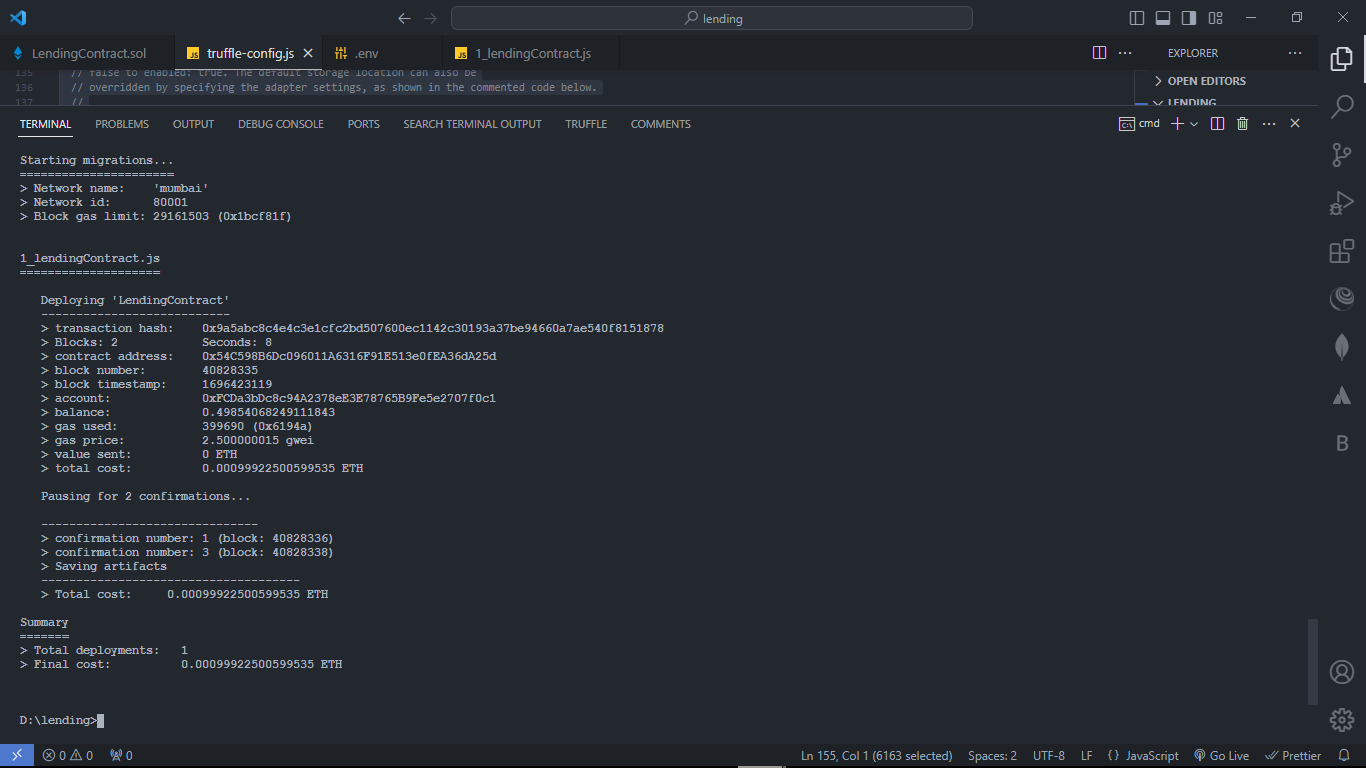 lending
LendingContract.sol truffle-config.js .env 1_lendingContract.js EXPLORER
135 // false to enabled: true. The default storage location can also be
OPEN EDITORS
136 // overridden by specifying the adapter settings, as shown in the commented code below.
137 //
LENDING
TERMINAL PROBLEMS OUTPUT DEBUG CONSOLE PORTS SEARCH TERMINAL OUTPUT TRUFFLE COMMENTS cmd
Starting migrations...
======================
> Network name: 'mumbai'
> Network id: 80001
> Block gas limit: 29161503 (0x1bcf81f)
1_lendingContract.js
====================
Deploying 'LendingContract'
---------------------------
> transaction hash: 0x9a5abc8c4e4c3e1cfc2bd507600ec1142c30193a37be94660a7ae540f8151878
> Blocks: 2 Seconds: 8
> contract address: 0x54C598B6Dc096011A6316F91E513e0fEA36dA25d
> block number: 40828335
> block timestamp: 1696423119
> account: 0xFCDa3bDc8c94A2378eE3E78765B9Fe5e2707f0c1
> balance: 0.49854068249111843
> gas used: 399690 (0x6194a)
> gas price: 2.500000015 gwei
> value sent: 0 ETH
> total cost: 0.00099922500599535 ETH
Pausing for 2 confirmations...
-------------------------------
> confirmation number: 1 (block: 40828336)
> confirmation number: 3 (block: 40828338)
> Saving artifacts
-------------------------------------
> Total cost: 0.00099922500599535 ETH
Summary
=======
> Total deployments: 1
> Final cost: 0.00099922500599535 ETH
D:\lending>
0 0 0 Ln 155, Col 1 (6163 selected) Spaces: 2 UTF-8 LF {} JavaScript Go Live Prettier